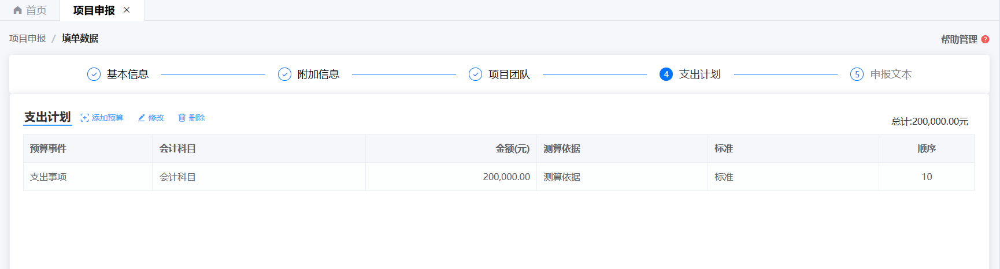 首页 项目申报 ×
项目申报 / 填单数据 帮助管理 ?
基本信息 附加信息 项目团队 4 支出计划 5 申报文本
支出计划 添加预算 修改 删除
总计:200,000.00元
预算事件 会计科目 金额(元) 测算依据 标准 顺序
支出事项 会计科目 200,000.00 测算依据 标准 10